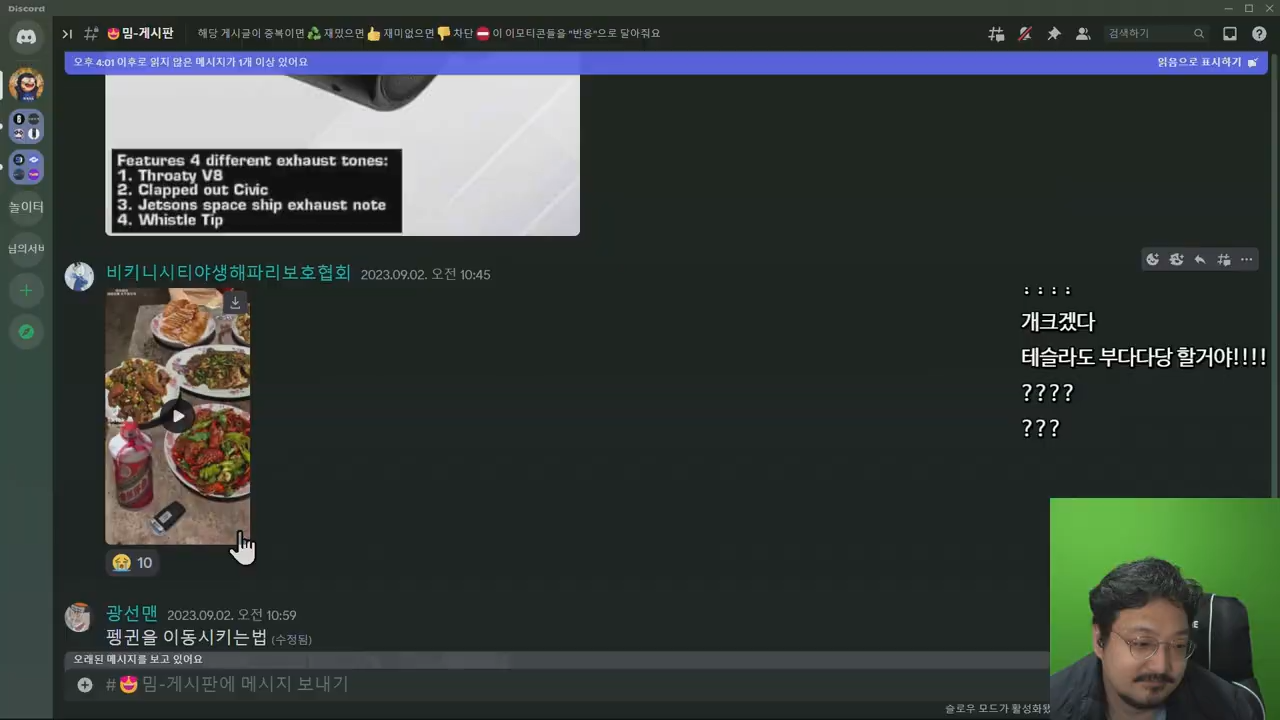 Discord
😍밈-게시판
해당 게시글이 중복이면♻️ 재밌으면👍 재미없으면👎 차단⛔ 이 이모티콘들을 "반응"으로 달아줘요
검색하기
오후 4:01 이후로 읽지 않은 메시지가 1개 이상 있어요
읽음으로 표시하기
Features 4 different exhaust tones:
1. Throaty V8
2. Clapped out Civic
3. Jetsons space ship exhaust note
4. Whistle Tip
놀이터
님의서버
비키니시티야생해파리보호협회 2023.09.02. 오전 10:45
개크겠다
테슬라도 부다다당 할거야!!!!
????
???
😭 10
광선맨 2023.09.02. 오전 10:59
펭귄을 이동시키는법 (수정됨)
오래된 메시지를 보고 있어요
#😍밈-게시판에 메시지 보내기
슬로우 모드가 활성화됐